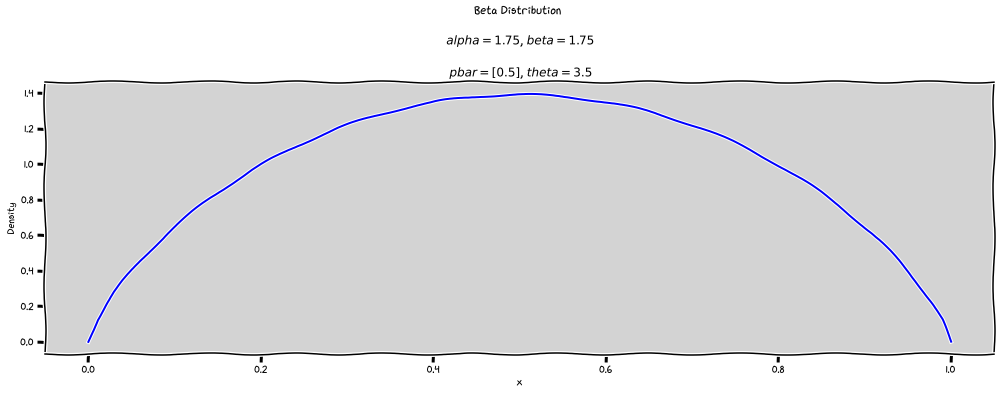 Beta Distribution
alpha = 1.75, beta = 1.75
pbar = [0.5], theta = 3.5
1.4
1.2
1.0
0.8
0.6
0.4
0.2
0.0
Density
0.0 0.2 0.4 0.6 0.8 1.0
x